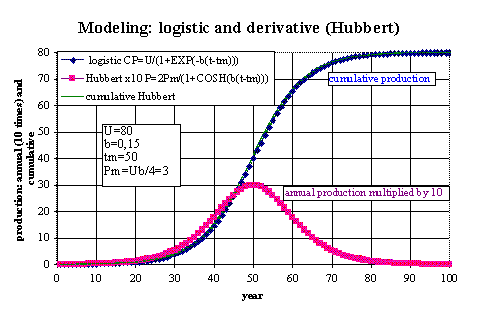 Modeling: logistic and derivative (Hubbert)
80
70
60
50
40
30
20
10
0
production: annual (10 times) and
cumulative
logistic CP=U/(1+EXP(-b(t-tm)))
Hubbert x10 P=2Pm/(1+COSH(b(t-tm)))
cumulative Hubbert
cumulative production
U=80
b=0,15
tm=50
Pm=Ub/4=3
annual production multiplied by 10
0 10 20 30 40 50 60 70 80 90 100
year